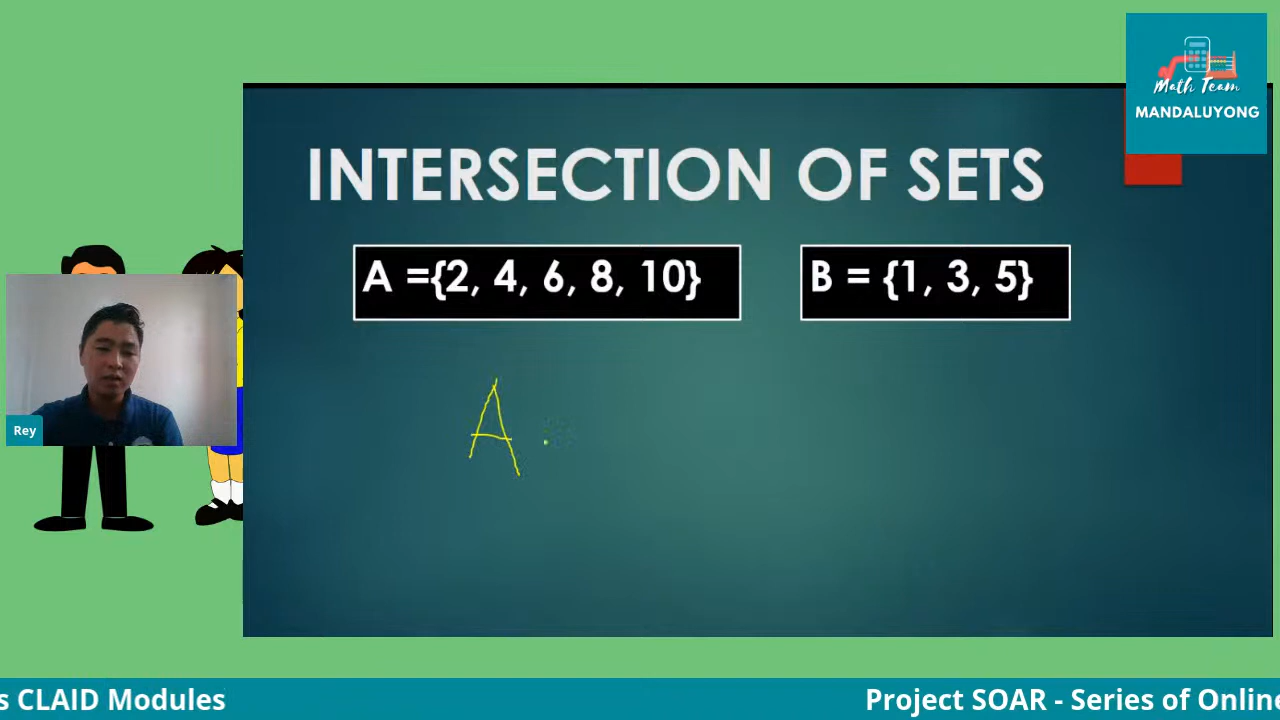 Math Team
MANDALUYONG
INTERSECTION OF SETS
A ={2, 4, 6, 8, 10}
B = {1, 3, 5}
A
Rey
s CLAID Modules
Project SOAR - Series of Online